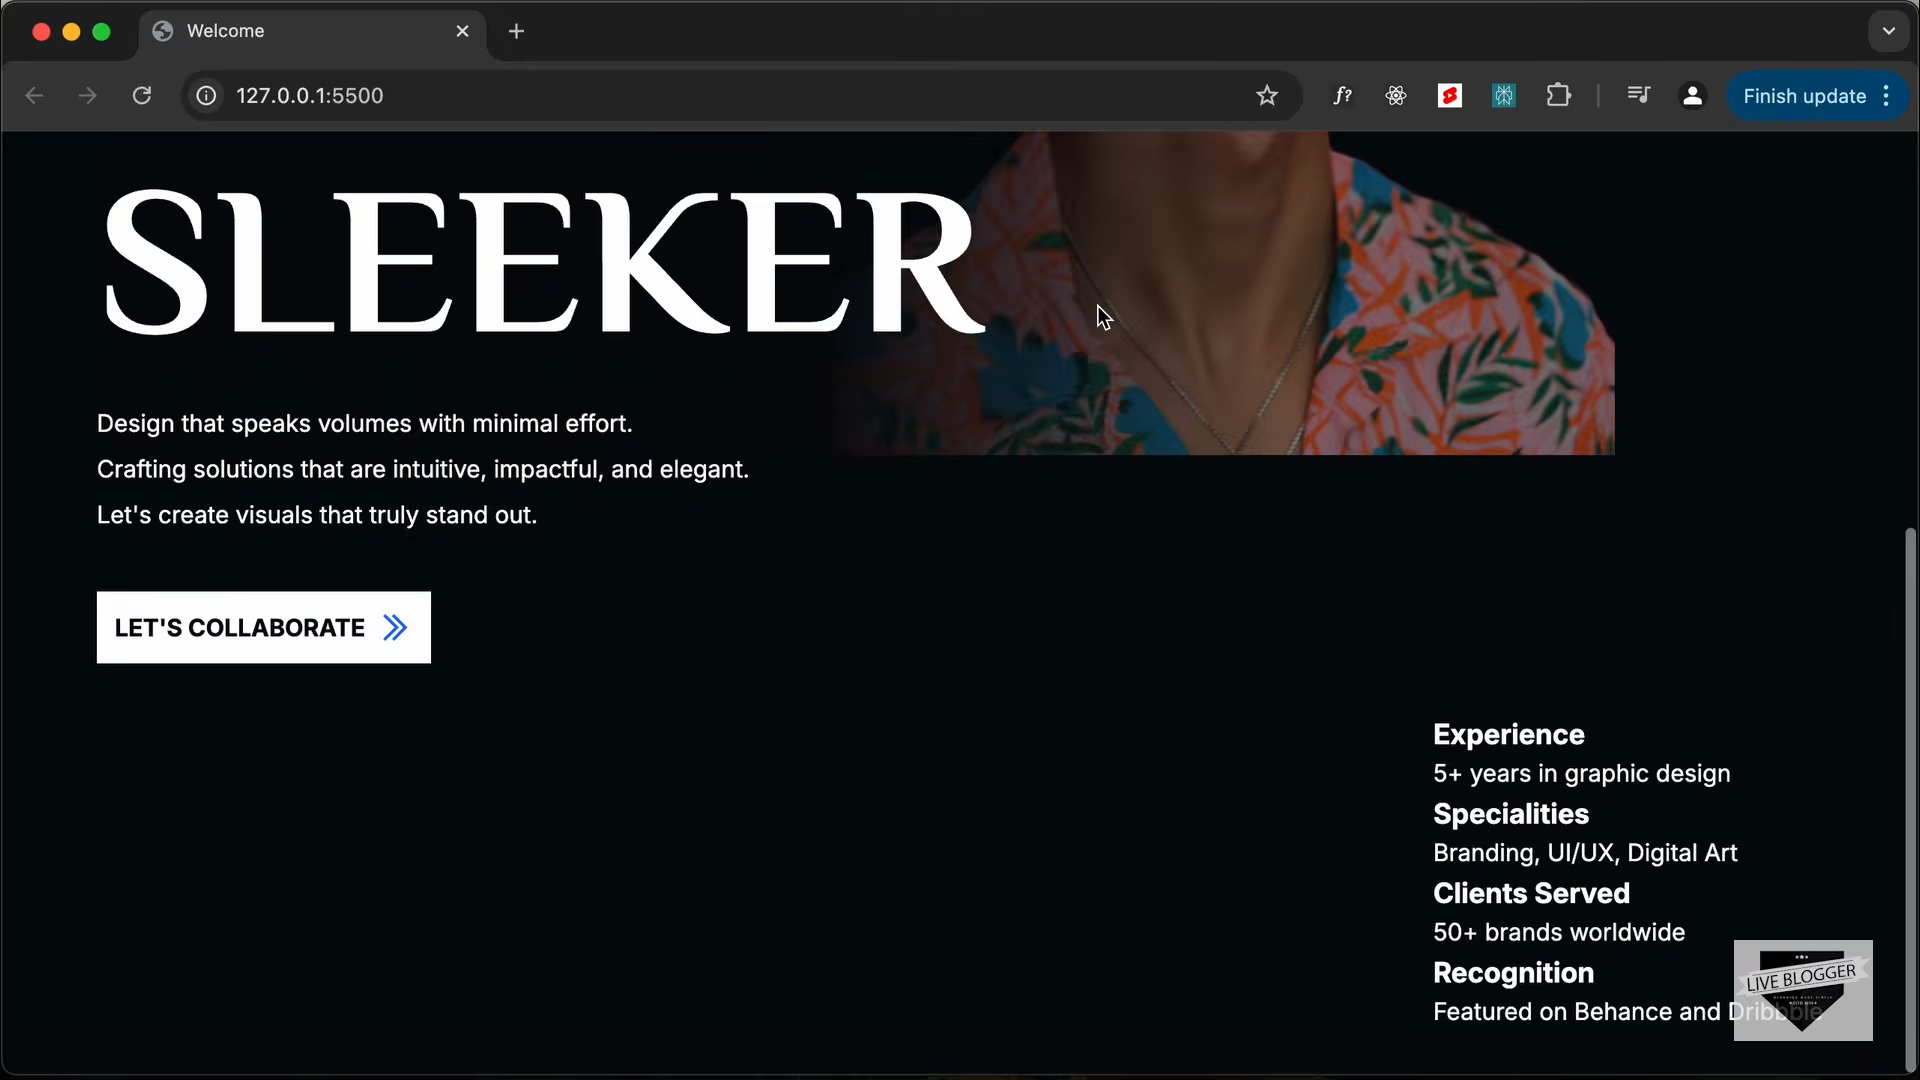 Welcome
127.0.0.1:5500
f?
Finish update
SLEEKER
Design that speaks volumes with minimal effort.
Crafting solutions that are intuitive, impactful, and elegant.
Let's create visuals that truly stand out.
LET'S COLLABORATE
Experience
5+ years in graphic design
Specialities
Branding, UI/UX, Digital Art
Clients Served
50+ brands worldwide
Recognition
Featured on Behance and Dribbble
LIVE BLOGGER